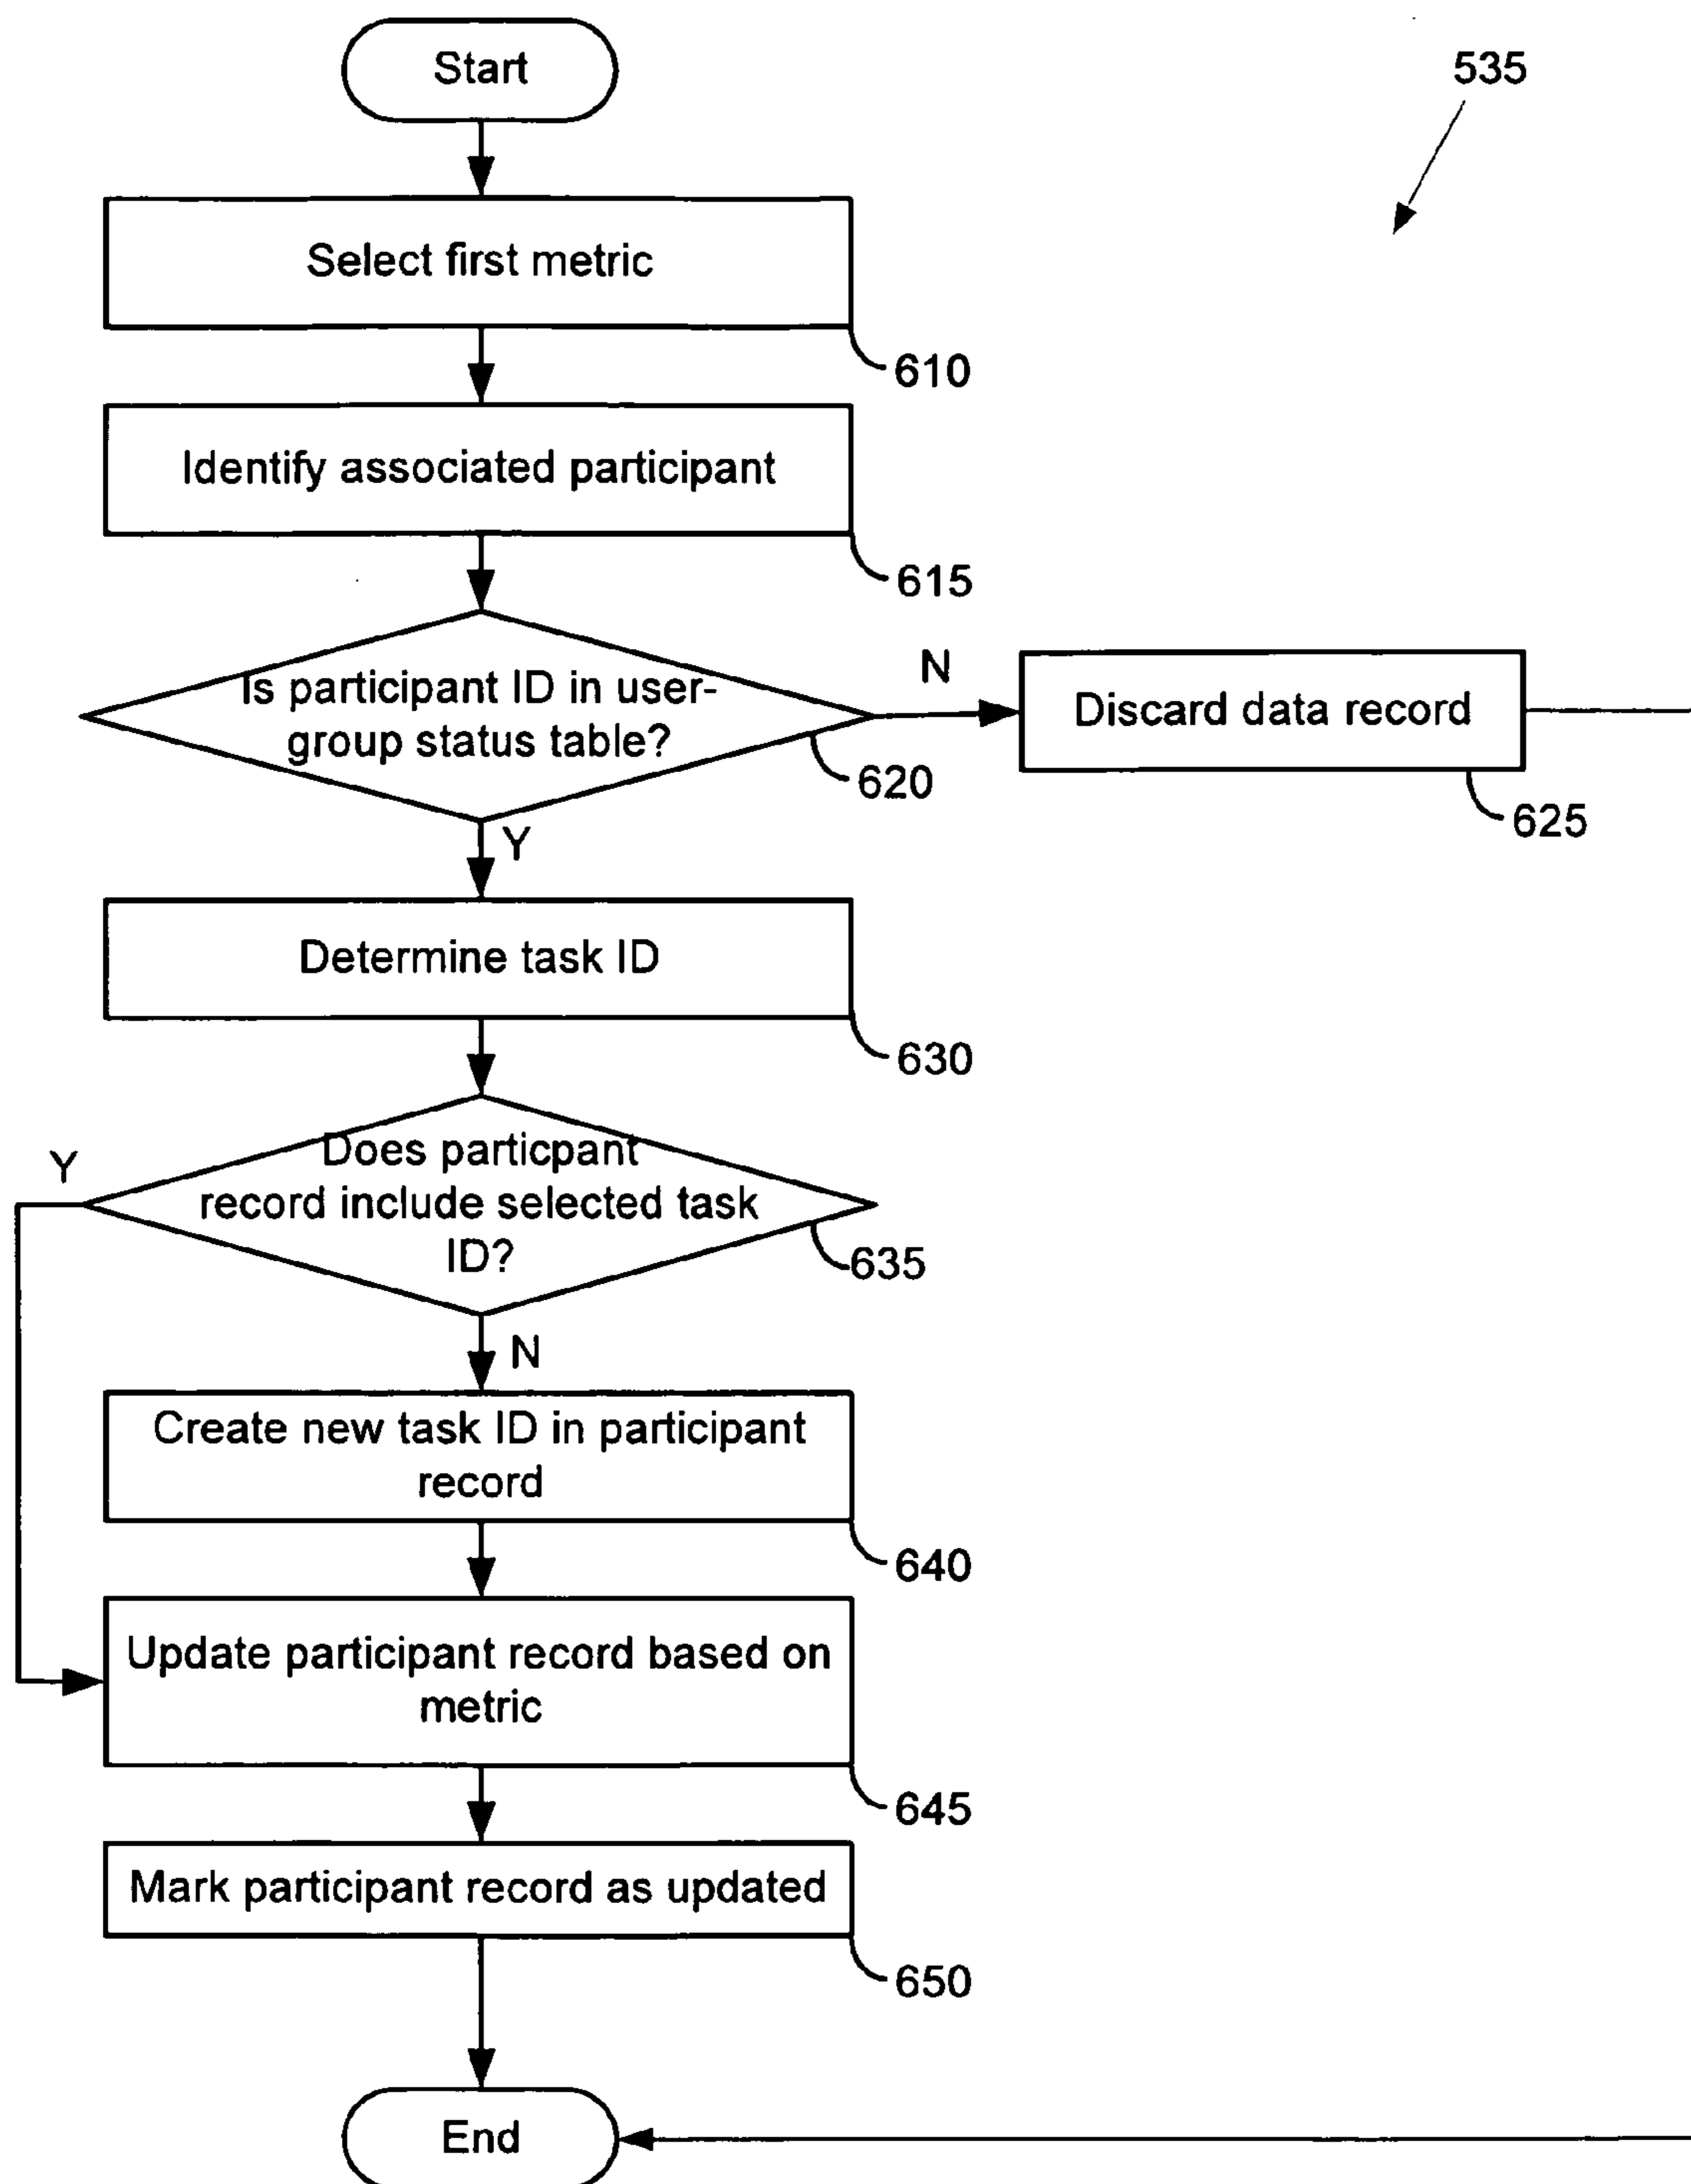 Start
535
Select first metric
610
Identify associated participant
615
Is participant ID in user-
group status table?
620
N
Discard data record
625
Y
Determine task ID
630
Does particpant
record include selected task
ID?
635
Y
N
Create new task ID in participant
record
640
Update participant record based on
metric
645
Mark participant record as updated
650
End